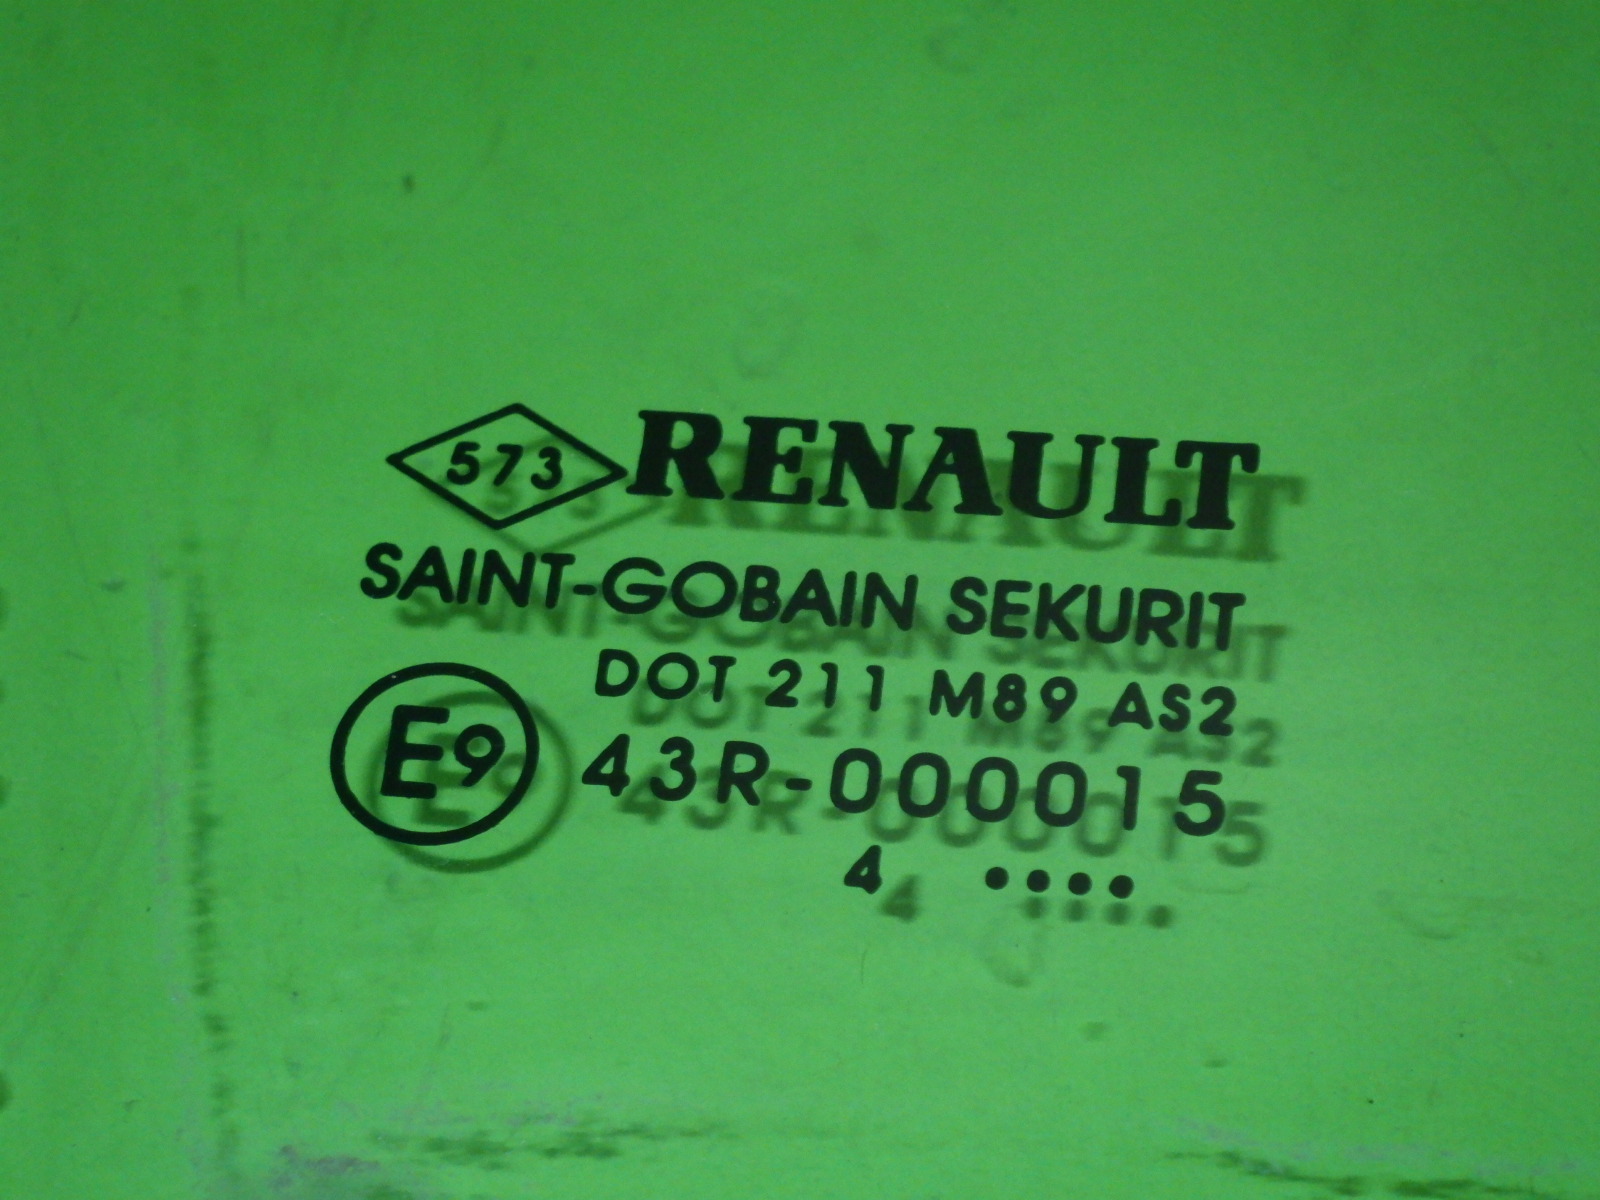 573 RENAULT
SAINT-GOBAIN SEKURIT
DOT 211 M89 AS2
E9 43R-000015
4 ••••